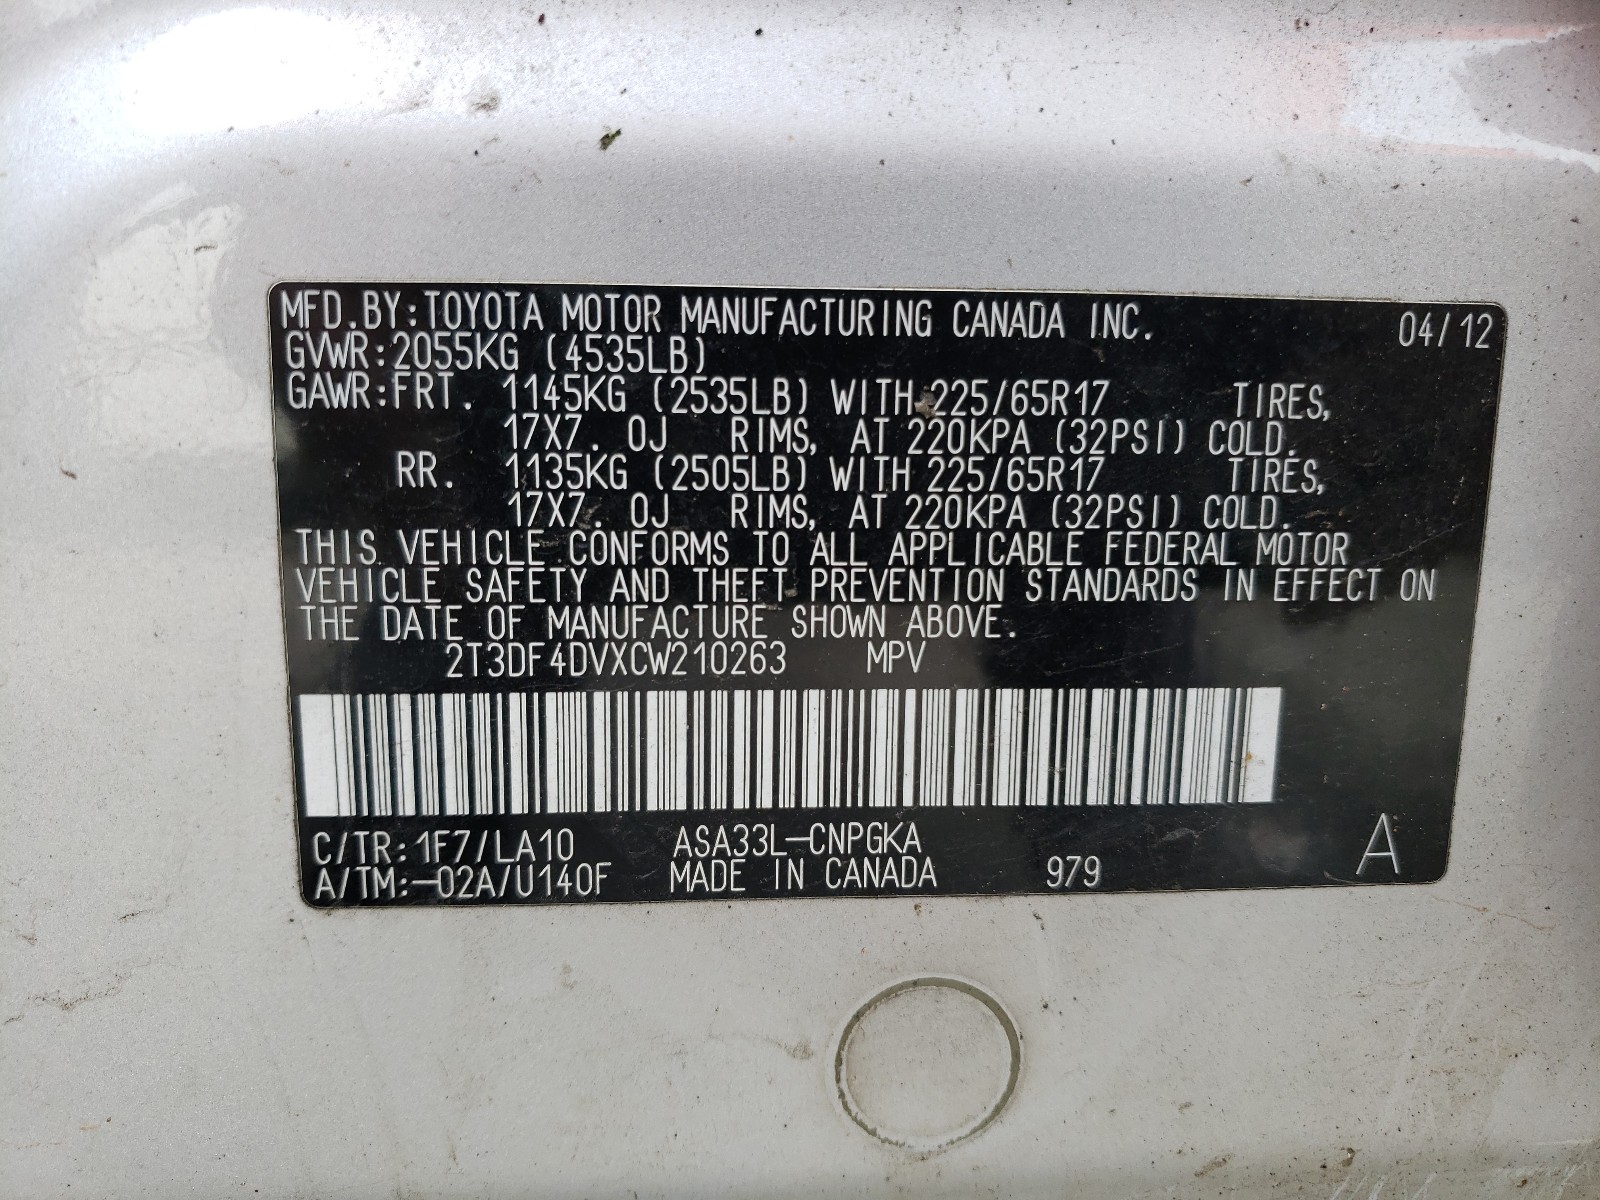 MFD.BY:TOYOTA MOTOR MANUFACTURING CANADA INC. 04/12
GVWR:2055KG (4535LB)
GAWR:FRT. 1145KG (2535LB) WITH 225/65R17 TIRES,
17X7. 0J RIMS, AT 220KPA (32PSI) COLD.
RR. 1135KG (2505LB) WITH 225/65R17 TIRES,
17X7. 0J RIMS, AT 220KPA (32PSI) COLD.
THIS VEHICLE CONFORMS TO ALL APPLICABLE FEDERAL MOTOR
VEHICLE SAFETY AND THEFT PREVENTION STANDARDS IN EFFECT ON
THE DATE OF MANUFACTURE SHOWN ABOVE.
2T3DF4DVXCW210263 MPV
C/TR:1F7/LA10 ASA33L-CNPGKA
A/TM:-02A/U140F MADE IN CANADA 979 A